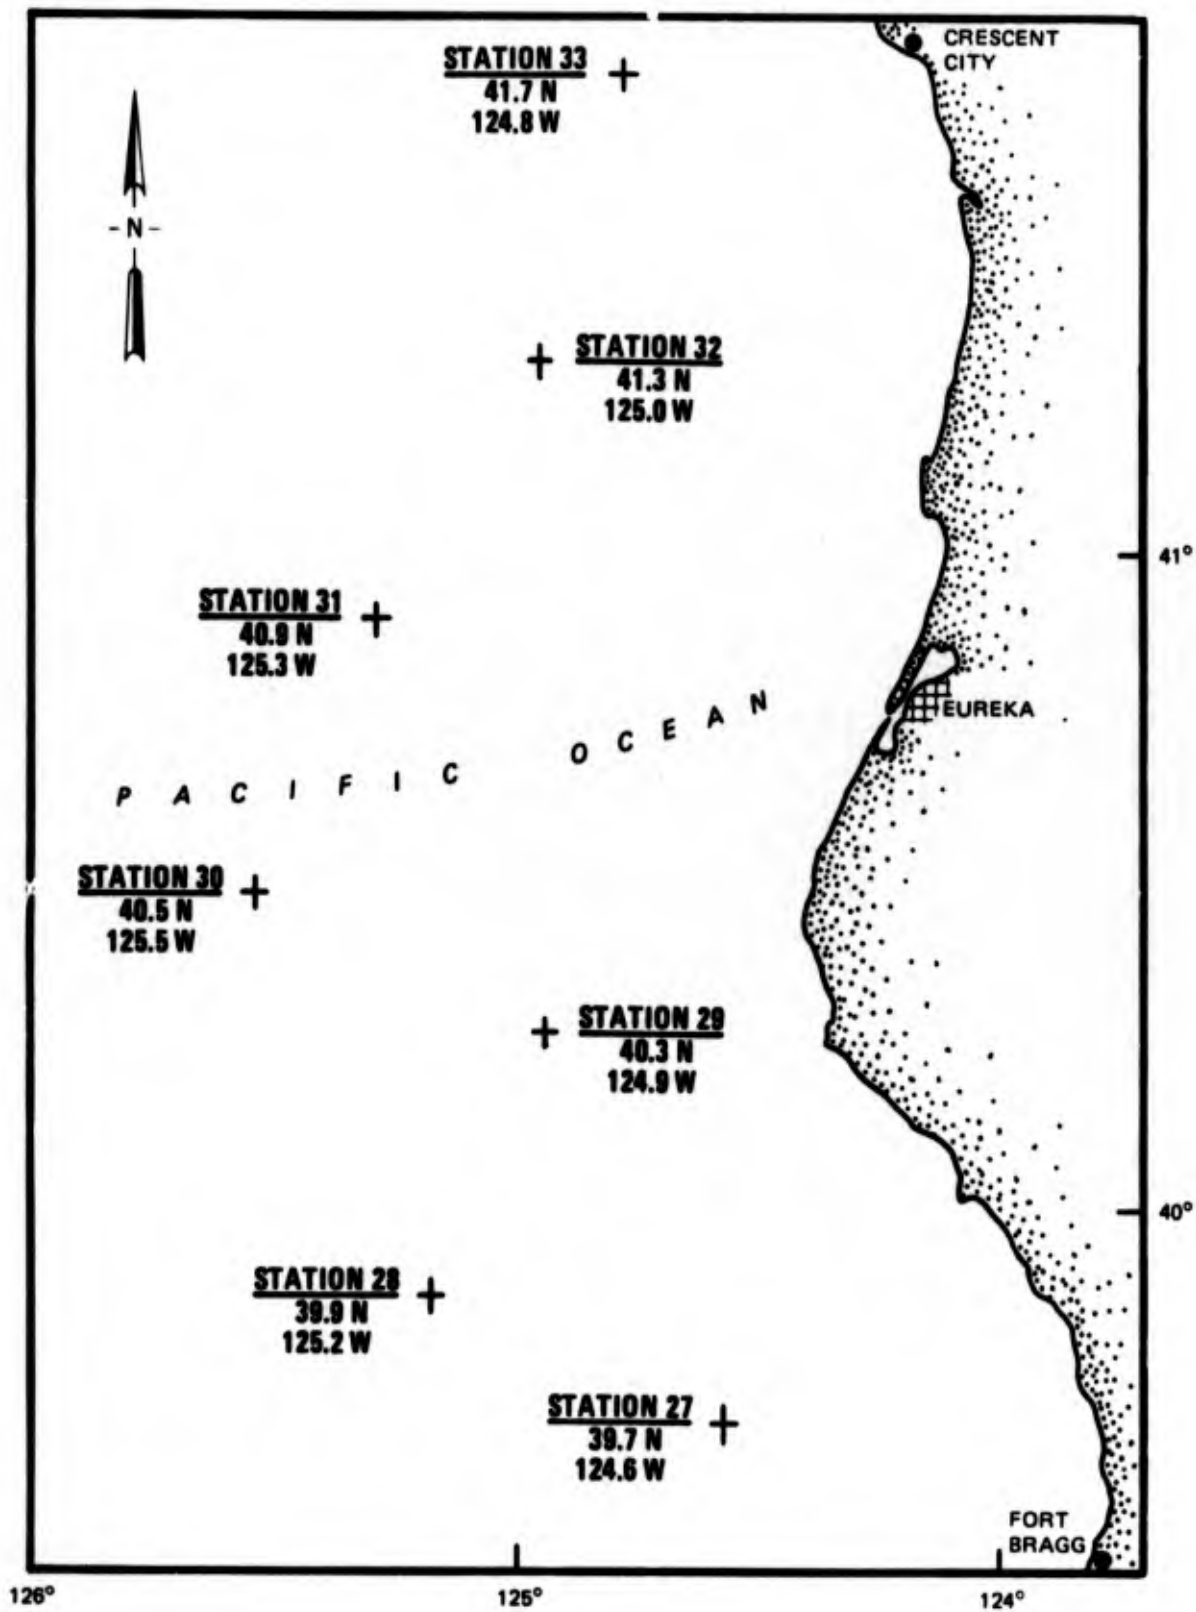 CRESCENT
CITY
STATION 33
41.7 N
124.8 W
- N -
STATION 32
41.3 N
125.0 W
41°
STATION 31
40.9 N
125.3 W
EUREKA
PACIFIC OCEAN
STATION 30
40.5 N
125.5 W
STATION 29
40.3 N
124.9 W
40°
STATION 28
39.9 N
125.2 W
STATION 27
39.7 N
124.6 W
FORT
BRAGG
126°
125°
124°